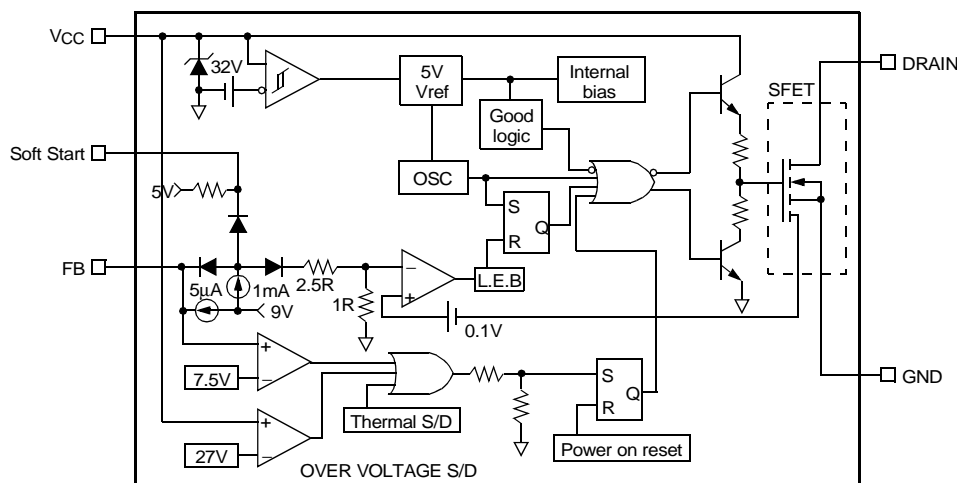 VCC
DRAIN
32V
5V
Vref
Internal
bias
SFET
Good
logic
Soft Start
OSC
5V
S
Q
R
FB
2.5R
−
L.E.B
5µA
1mA
9V
1R
+
0.1V
+
7.5V
−
S
Q
R
GND
Thermal S/D
+
Power on reset
27V
−
OVER VOLTAGE S/D